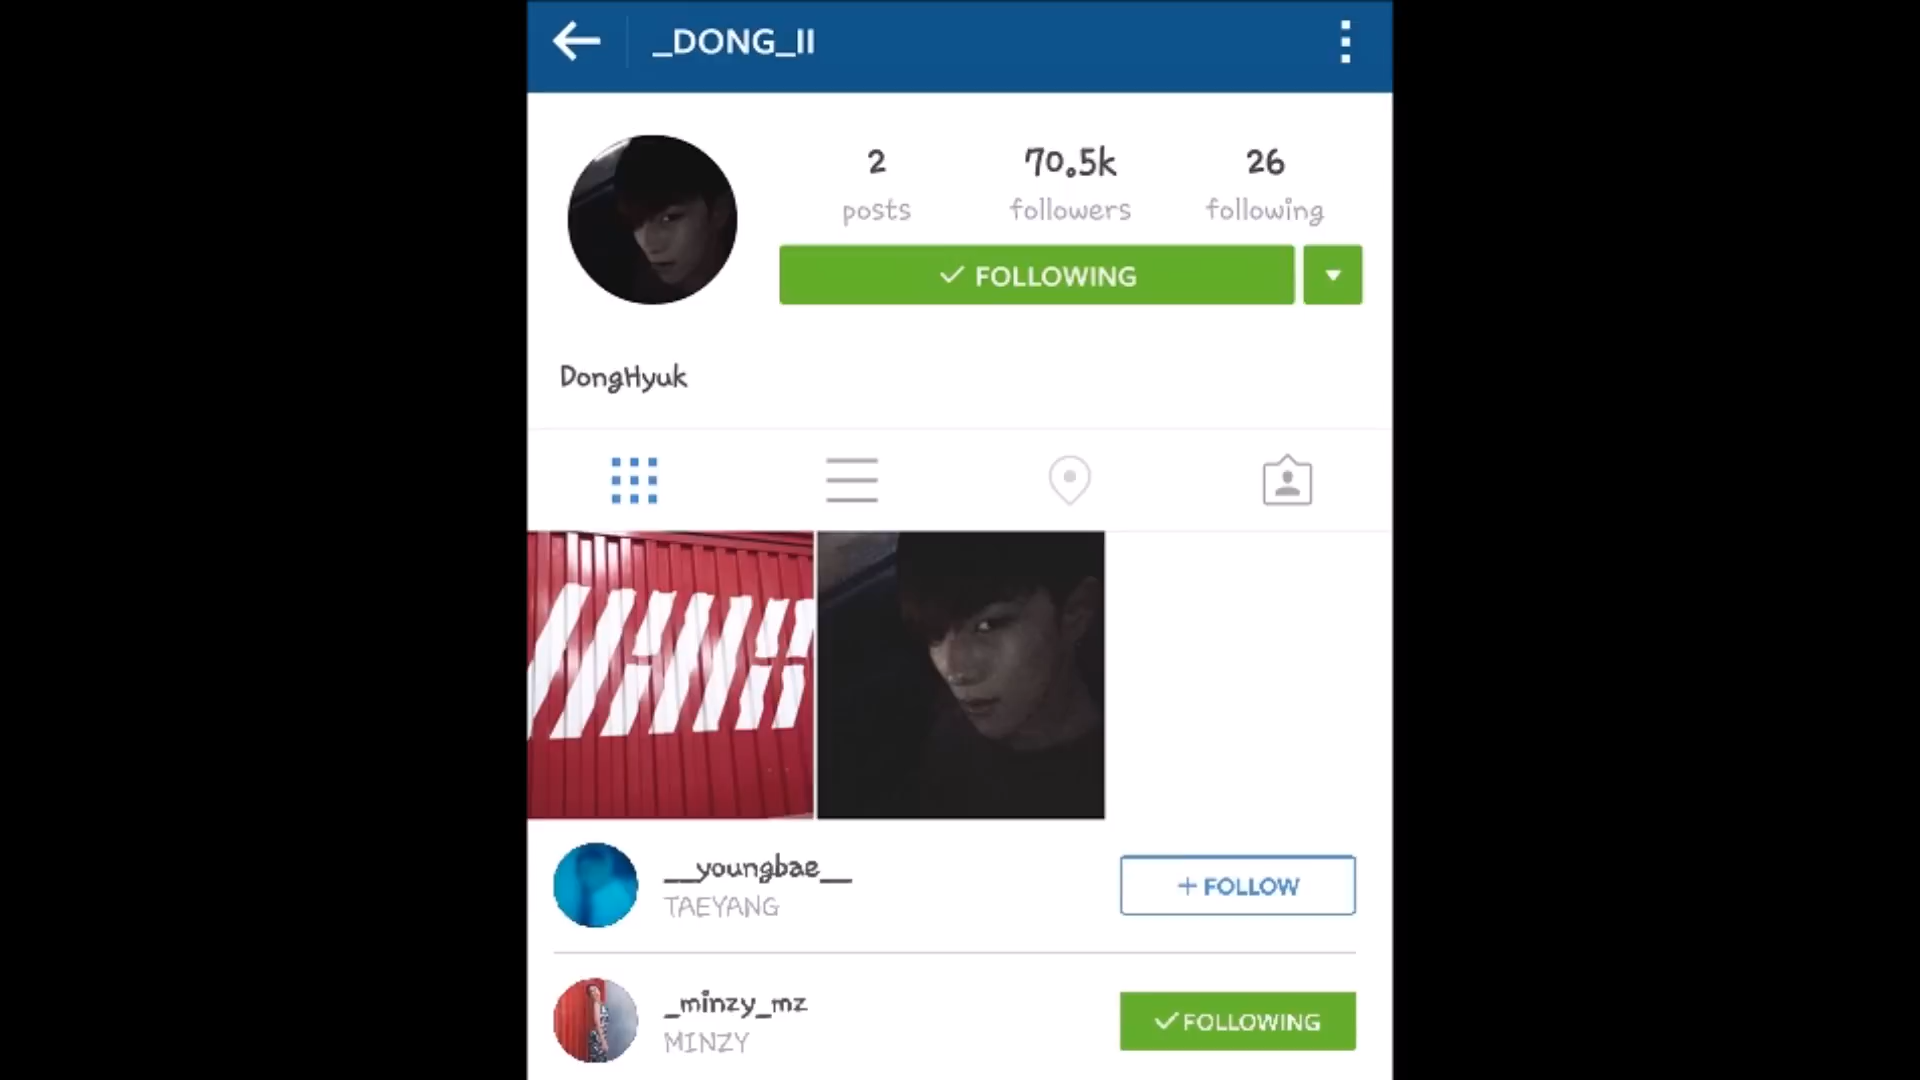 _DONG_II
2 70.5k 26
posts followers following
FOLLOWING
DongHyuk
__youngbae__
TAEYANG
+ FOLLOW
_minzy_mz
MINZY
FOLLOWING